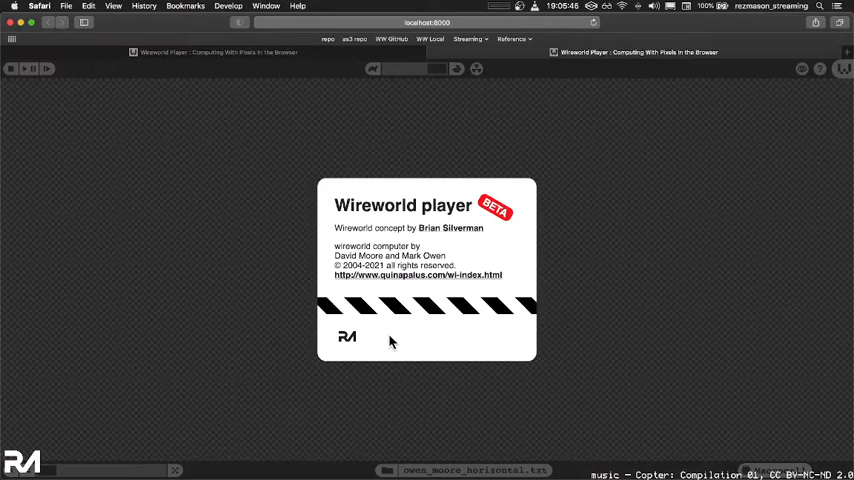 Safari File Edit View History Bookmarks Develop Window Help
100%
19:05:45
rezmason_streaming
localhost:8000
repo as3 repo WW GitHub WW Local Streaming Reference
Wireworld Player : Computing With Pixels in the Browser
Wireworld Player : Computing With Pixels in the Browser
Wireworld player
BETA
Wireworld concept by Brian Silverman
wireworld computer by
David Moore and Mark Owen
© 2004-2021 all rights reserved.
http://www.quinapalus.com/wi-index.html
RM
RM
owen_moore_horizontal.txt
music – Copter: Compilation 01, CC BY-NC-ND 2.0